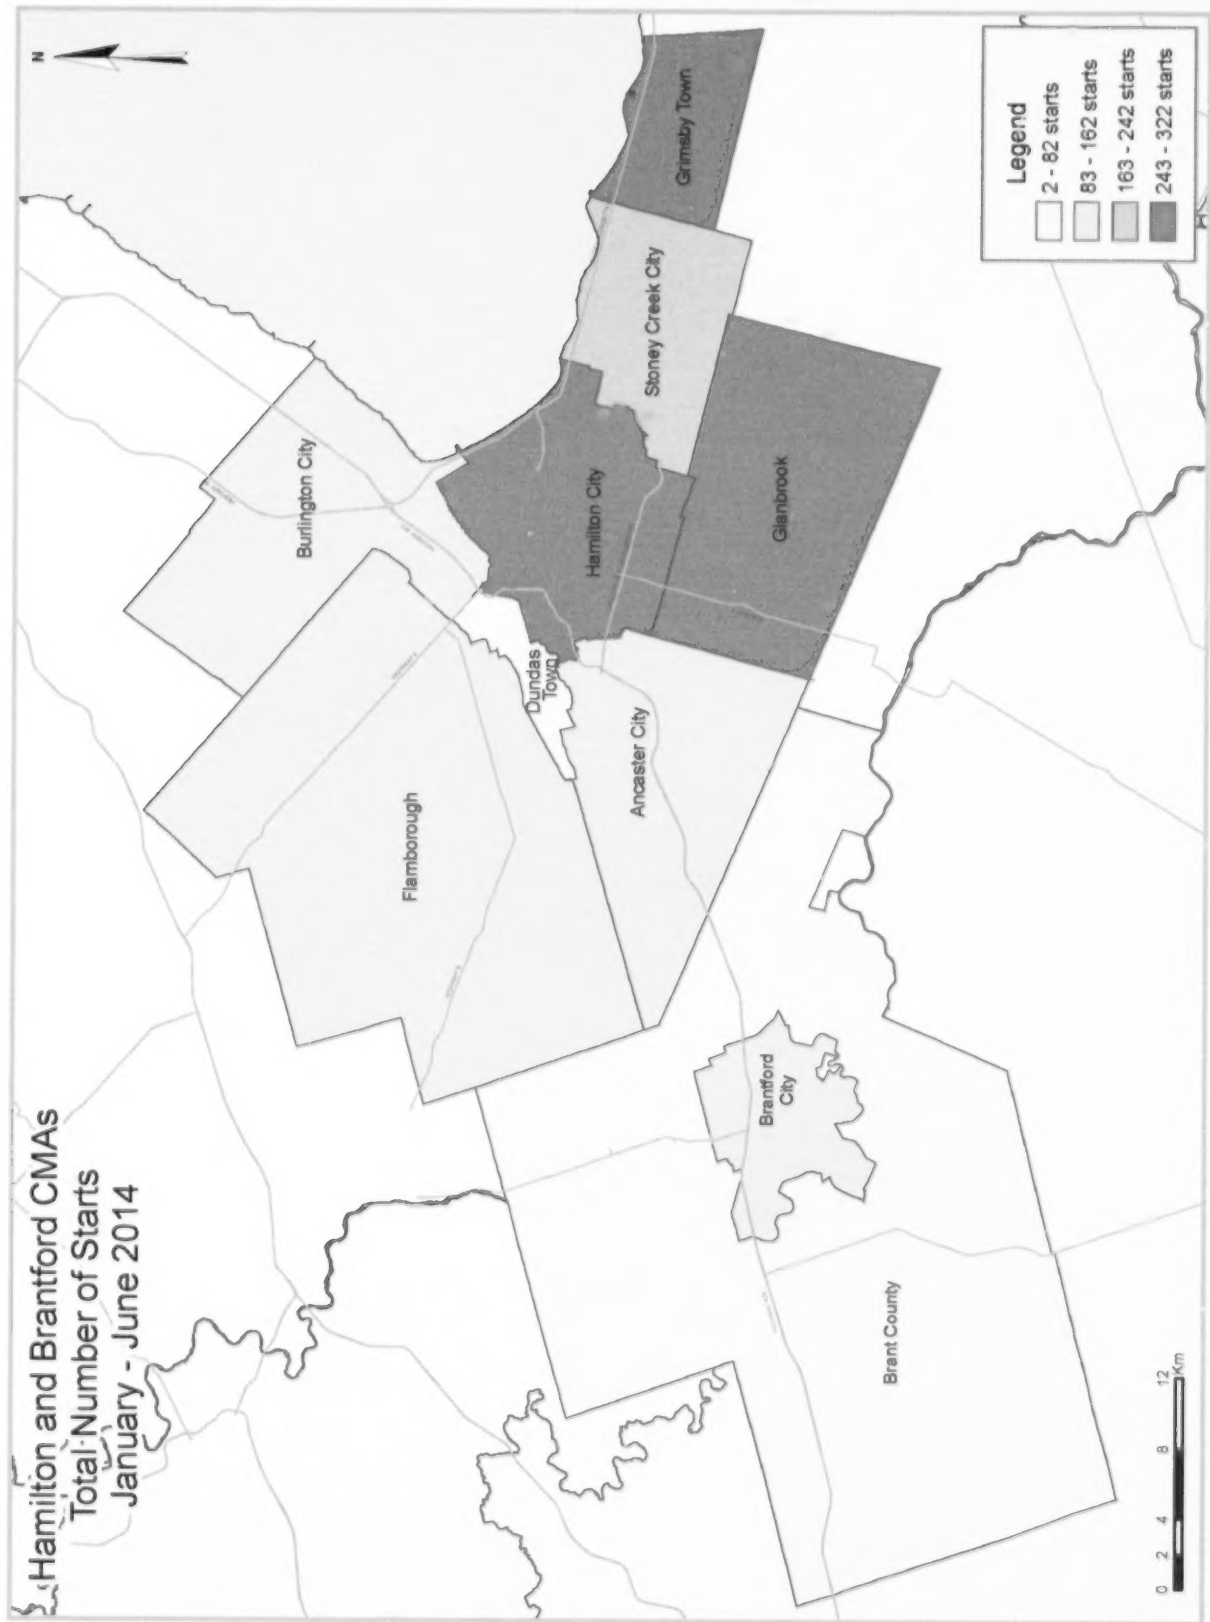 Hamilton and Brantford CMAs
Total Number of Starts
January - June 2014
N
Burlington City
Flamborough
Dundas
Town
Hamilton City
Stoney Creek City
Grimsby Town
Ancaster City
Glanbrook
Brantford
City
Brant County
Legend
2 - 82 starts
83 - 162 starts
163 - 242 starts
243 - 322 starts
0 2 4 8 12
Km